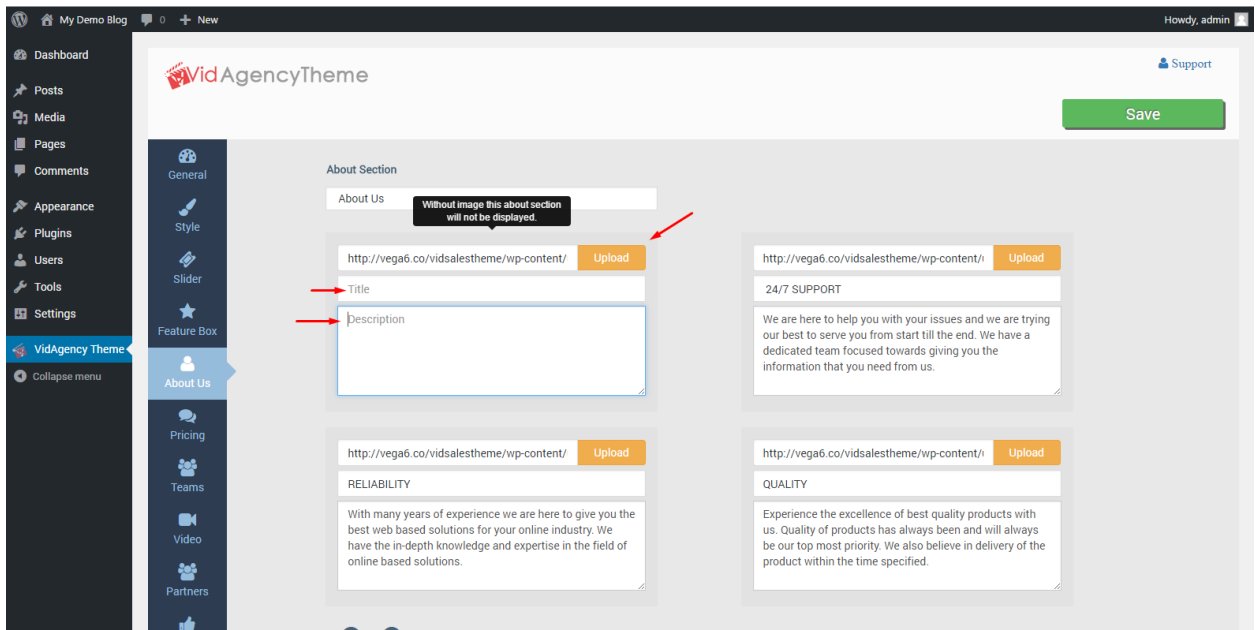 My Demo Blog 0 + New Howdy, admin
Dashboard
Posts
Media
Pages
Comments
Appearance
Plugins
Users
Tools
Settings
VidAgency Theme
Collapse menu
VidAgencyTheme
Support
Save
General
Style
Slider
Feature Box
About Us
Pricing
Teams
Video
Partners
About Section
About Us
Without image this about section
will not be displayed.
http://vega6.co/vidsalestheme/wp-content/ Upload
Title
Description
http://vega6.co/vidsalestheme/wp-content/ Upload
24/7 SUPPORT
We are here to help you with your issues and we are trying
our best to serve you from start till the end. We have a
dedicated team focused towards giving you the
information that you need from us.
http://vega6.co/vidsalestheme/wp-content/ Upload
RELIABILITY
With many years of experience we are here to give you the
best web based solutions for your online industry. We
have the in-depth knowledge and expertise in the field of
online based solutions.
http://vega6.co/vidsalestheme/wp-content/ Upload
QUALITY
Experience the excellence of best quality products with
us. Quality of products has always been and will always
be our top most priority. We also believe in delivery of the
product within the time specified.